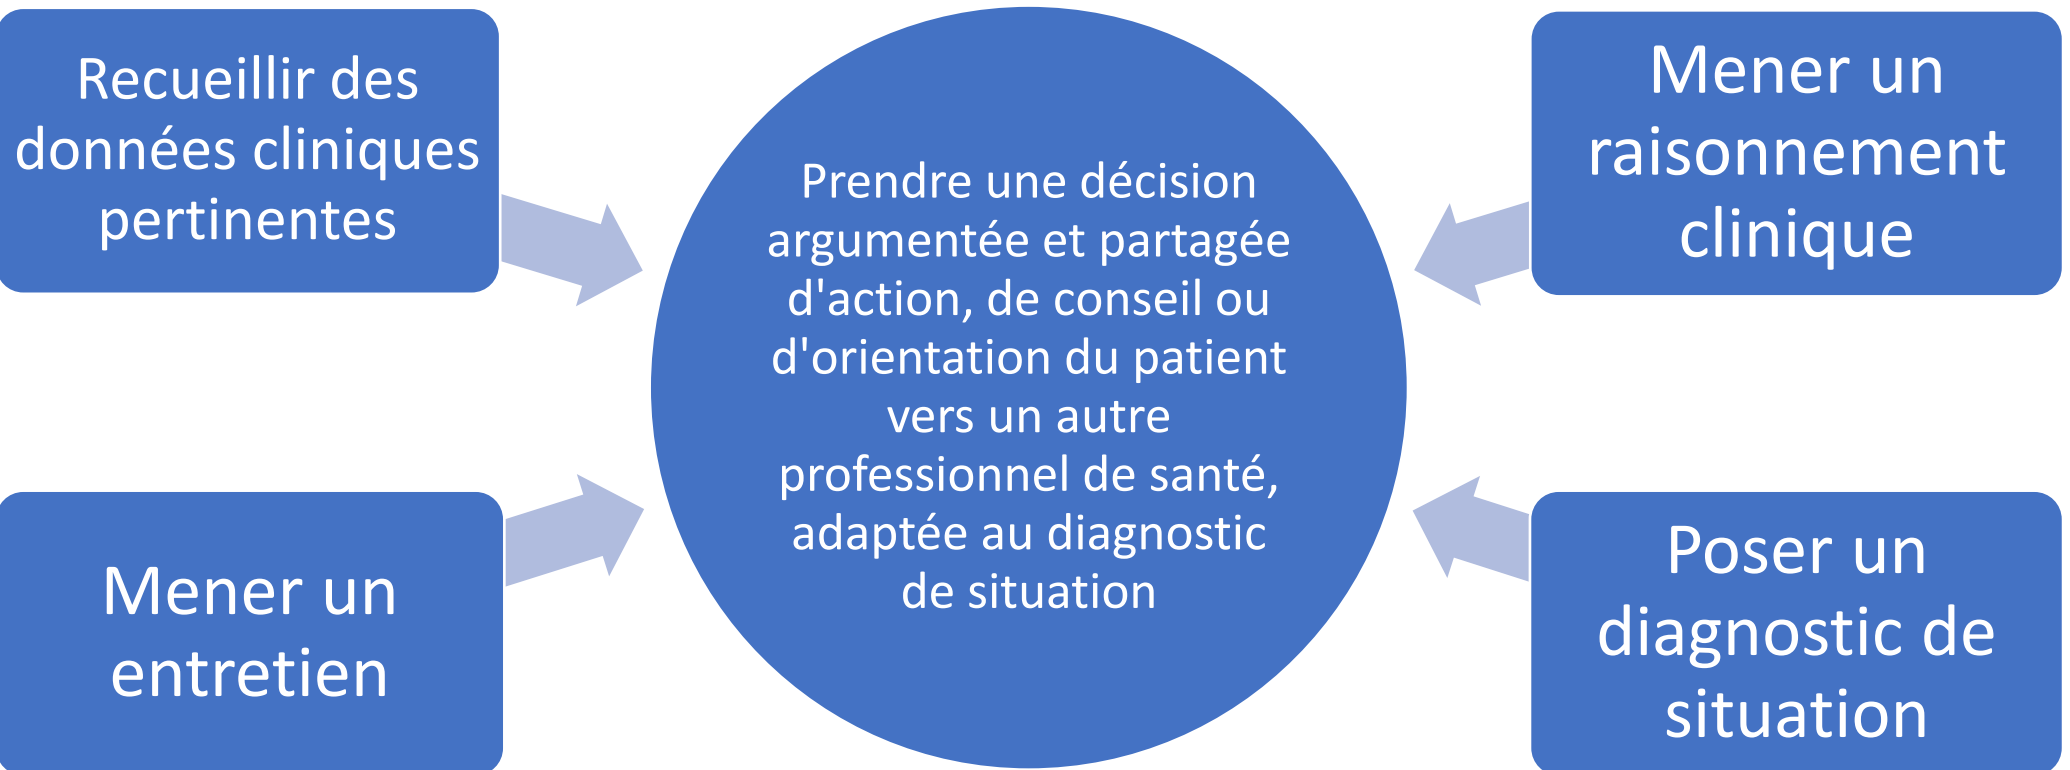 Recueillir des
données cliniques
pertinentes
Mener un
entretien
Prendre une décision
argumentée et partagée
d'action, de conseil ou
d'orientation du patient
vers un autre
professionnel de santé,
adaptée au diagnostic
de situation
Mener un
raisonnement
clinique
Poser un
diagnostic de
situation